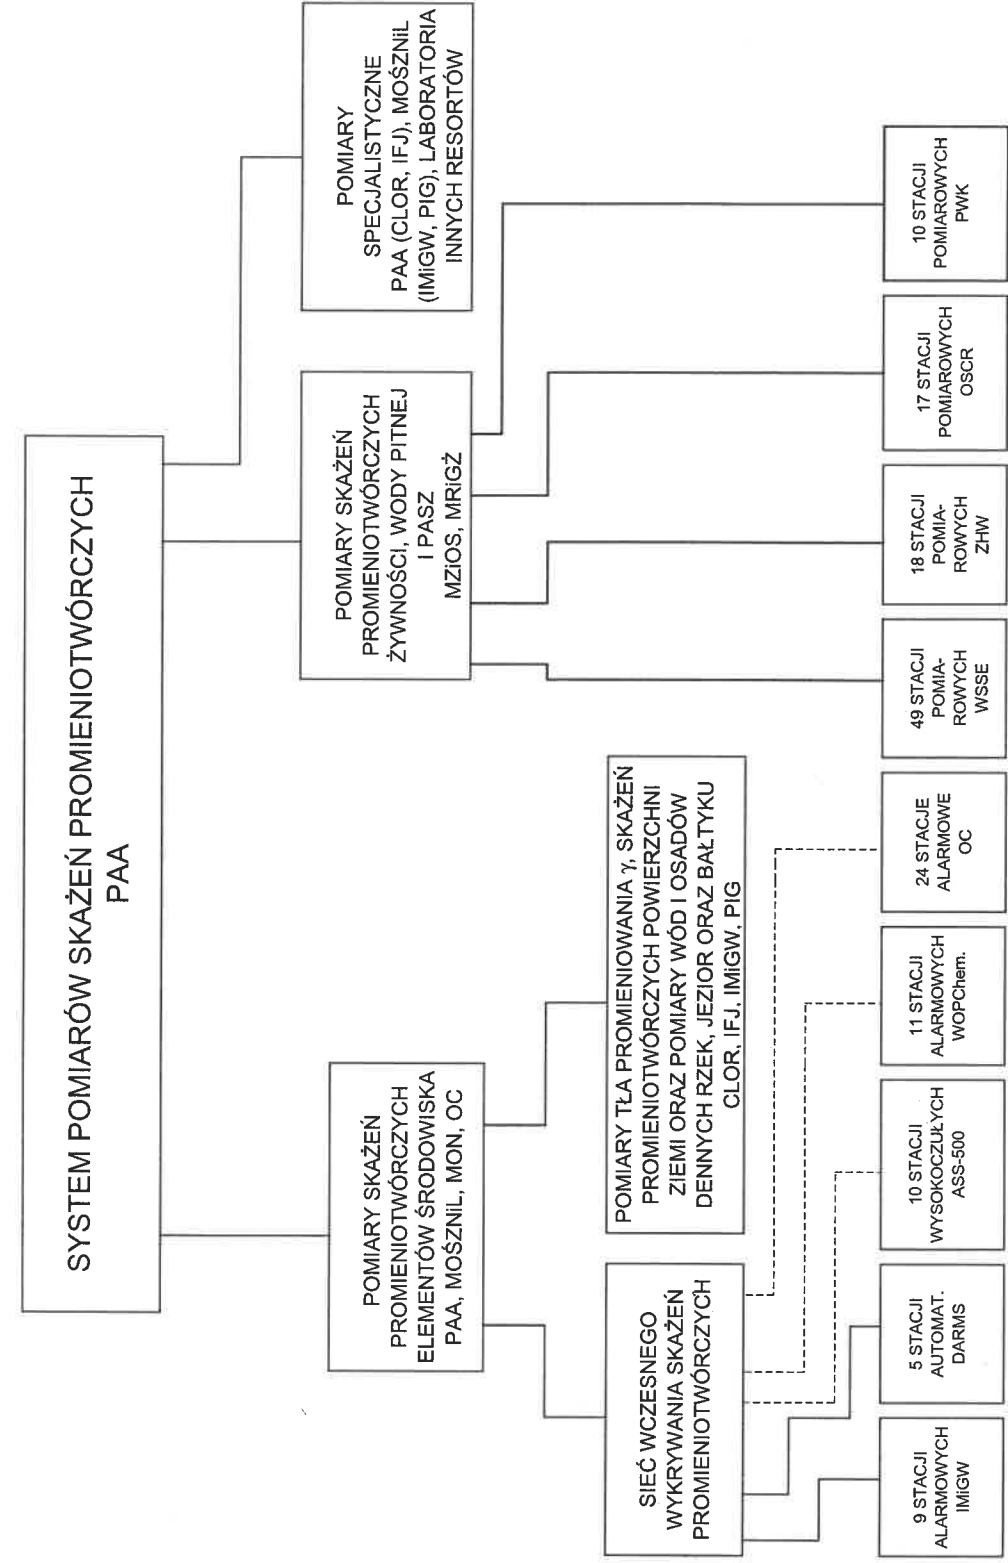 SYSTEM POMIARÓW SKAŻEŃ PROMIENIOTWÓRCZYCH
PAA
POMIARY SKAŻEŃ
PROMIENIOTWÓRCZYCH
ELEMENTÓW ŚRODOWISKA
PAA, MOŚZNiL, MON, OC
POMIARY SKAŻEŃ
PROMIENIOTWÓRCZYCH
ŻYWNOŚCI, WODY PITNEJ
I PASZ
MZiOS, MRiGŻ
POMIARY
SPECJALISTYCZNE
PAA (CLOR, IFJ), MOŚZNiL
(IMiGW, PIG), LABORATORIA
INNYCH RESORTÓW
SIEĆ WCZESNEGO
WYKRYWANIA SKAŻEŃ
PROMIENIOTWÓRCZYCH
POMIARY TŁA PROMIENIOWANIA γ, SKAŻEŃ
PROMIENIOTWÓRCZYCH POWIERZCHNI
ZIEMI ORAZ POMIARY WÓD I OSADÓW
DENNYCH RZEK, JEZIOR ORAZ BAŁTYKU
CLOR, IFJ, IMiGW, PIG
9 STACJI
ALARMOWYCH
IMiGW
5 STACJI
AUTOMAT.
DARMS
10 STACJI
WYSOKOCZUŁYCH
ASS-500
11 STACJI
ALARMOWYCH
WOPChem.
24 STACJE
ALARMOWE
OC
49 STACJI
POMIA-
ROWYCH
WSSE
18 STACJI
POMIA-
ROWYCH
ZHW
17 STACJI
POMIAROWYCH
OSCR
10 STACJI
POMIAROWYCH
PWK